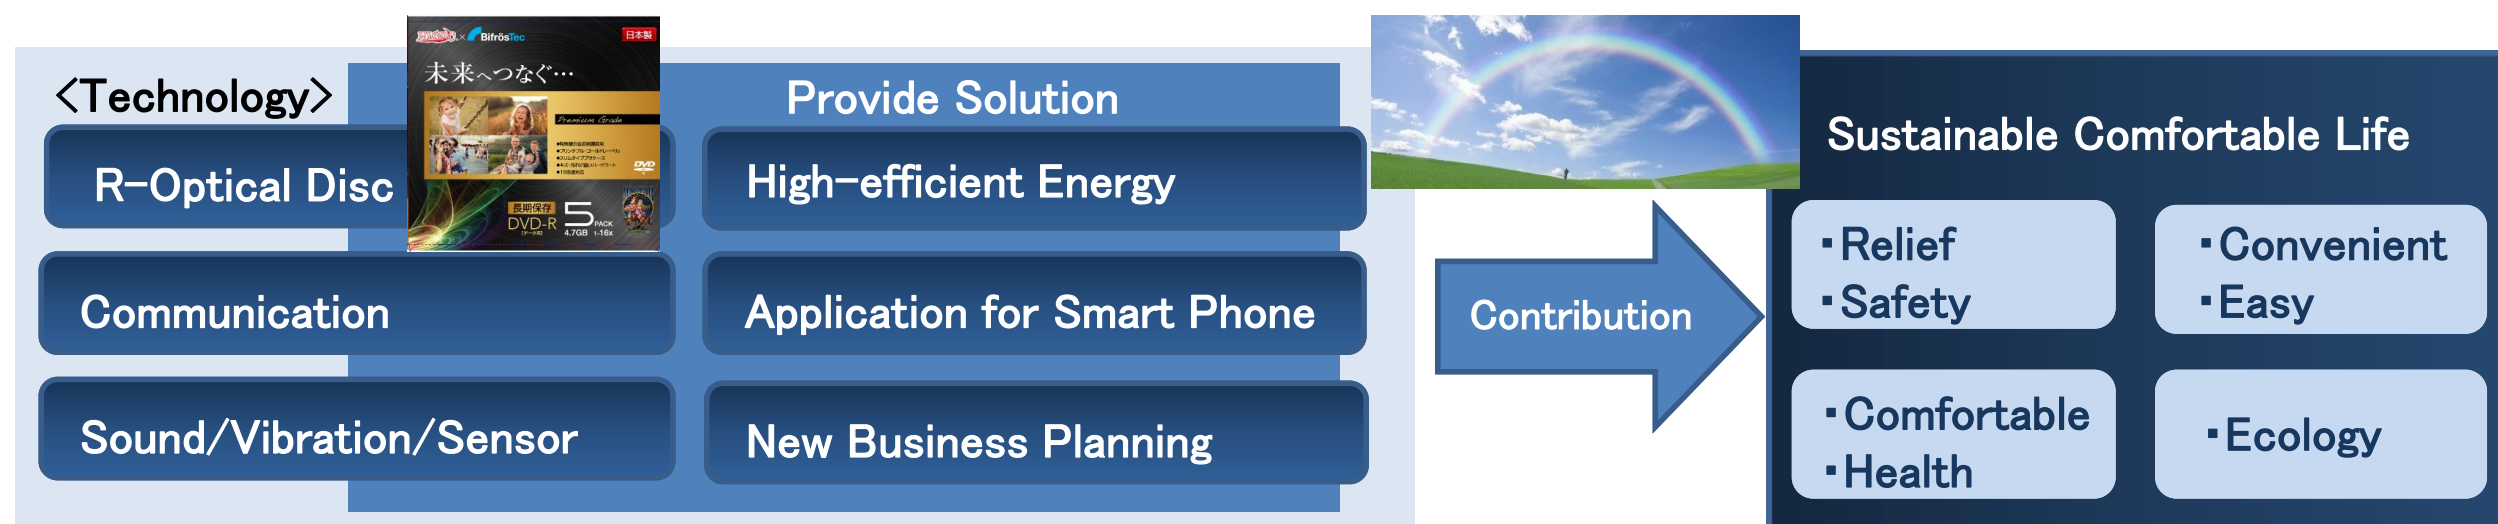 <Technology>
R-Optical Disc
Communication
Sound/Vibration/Sensor
× BifrösTec
日本製
未来へつなぐ…
Premium Grade
DVD
長期保存
DVD-R
5 PACK
4.7GB 1-16x
Provide Solution
High-efficient Energy
Application for Smart Phone
New Business Planning
Contribution
Sustainable Comfortable Life
・Relief
・Safety
・Convenient
・Easy
・Comfortable
・Health
・Ecology